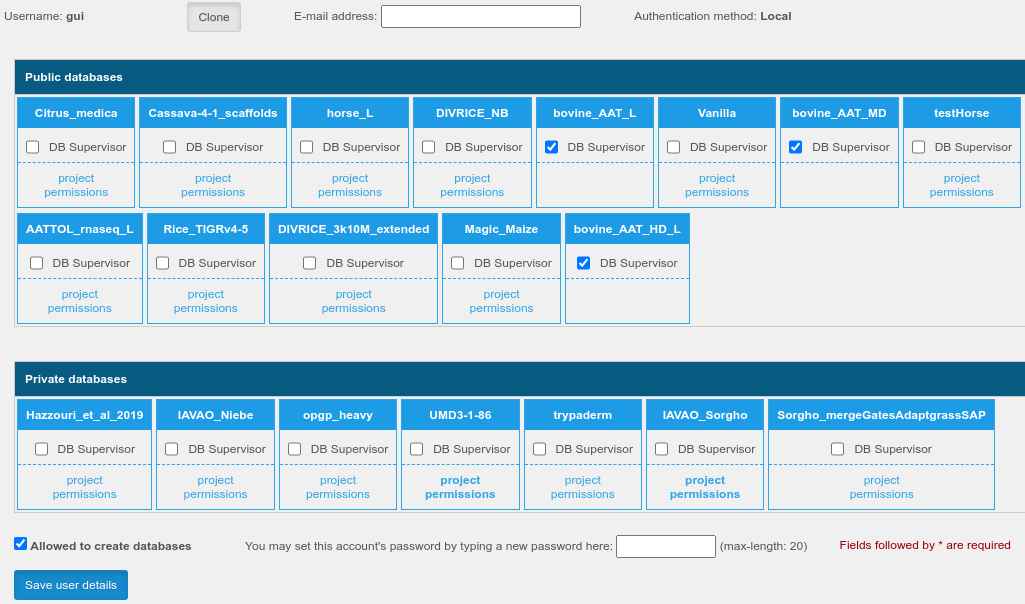 Username: gui Clone E-mail address: Authentication method: Local
Public databases
Citrus_medica Cassava-4-1_scaffolds horse_L DIVRICE_NB bovine_AAT_L Vanilla bovine_AAT_MD testHorse
DB Supervisor DB Supervisor DB Supervisor DB Supervisor DB Supervisor DB Supervisor DB Supervisor DB Supervisor
project project project project project project
permissions permissions permissions permissions permissions permissions
AATTOL_rnaseq_L Rice_TIGRv4-5 DIVRICE_3k10M_extended Magic_Maize bovine_AAT_HD_L
DB Supervisor DB Supervisor DB Supervisor DB Supervisor DB Supervisor
project project project project
permissions permissions permissions permissions
Private databases
Hazzouri_et_al_2019 IAVAO_Niebe opgp_heavy UMD3-1-86 trypaderm IAVAO_Sorgho Sorgho_mergeGatesAdaptgrassSAP
DB Supervisor DB Supervisor DB Supervisor DB Supervisor DB Supervisor DB Supervisor DB Supervisor
project project project project project project project
permissions permissions permissions permissions permissions permissions permissions
Allowed to create databases You may set this account's password by typing a new password here: (max-length: 20) Fields followed by * are required
Save user details